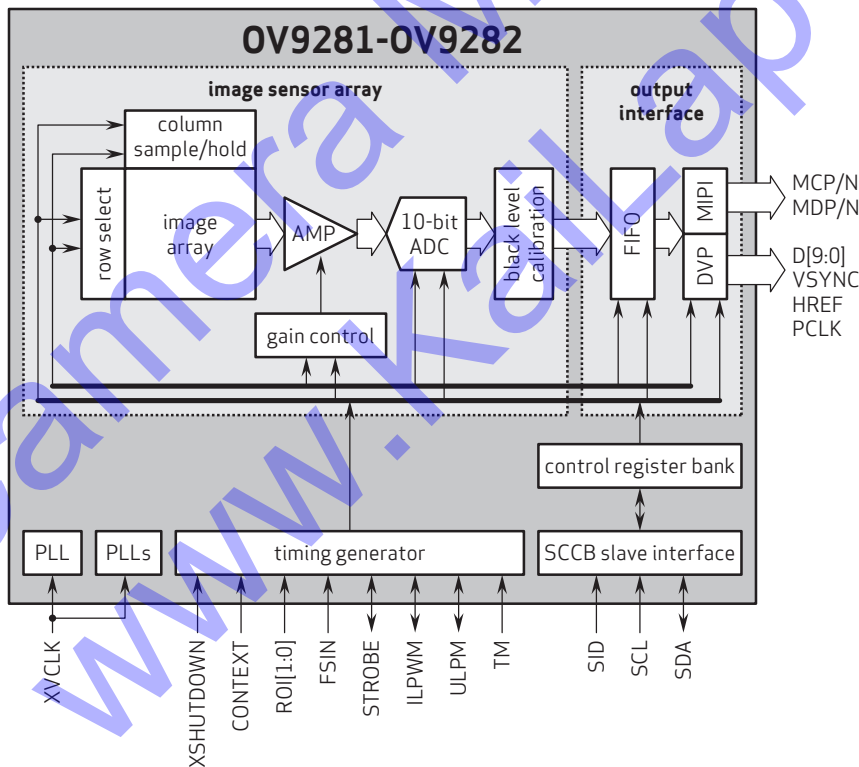 OV9281-OV9282
image sensor array
output
interface
column
sample/hold
row select
image
array
AMP
10-bit
ADC
black level
calibration
FIFO
MIPI
DVP
MCP/N
MDP/N
D[9:0]
VSYNC
HREF
PCLK
gain control
control register bank
PLL
PLLs
timing generator
SCCB slave interface
XVCLK
XSHUTDOWN
CONTEXT
ROI[1:0]
FSIN
STROBE
ILPWM
ULPM
TM
SID
SCL
SDA
www.KaiLap